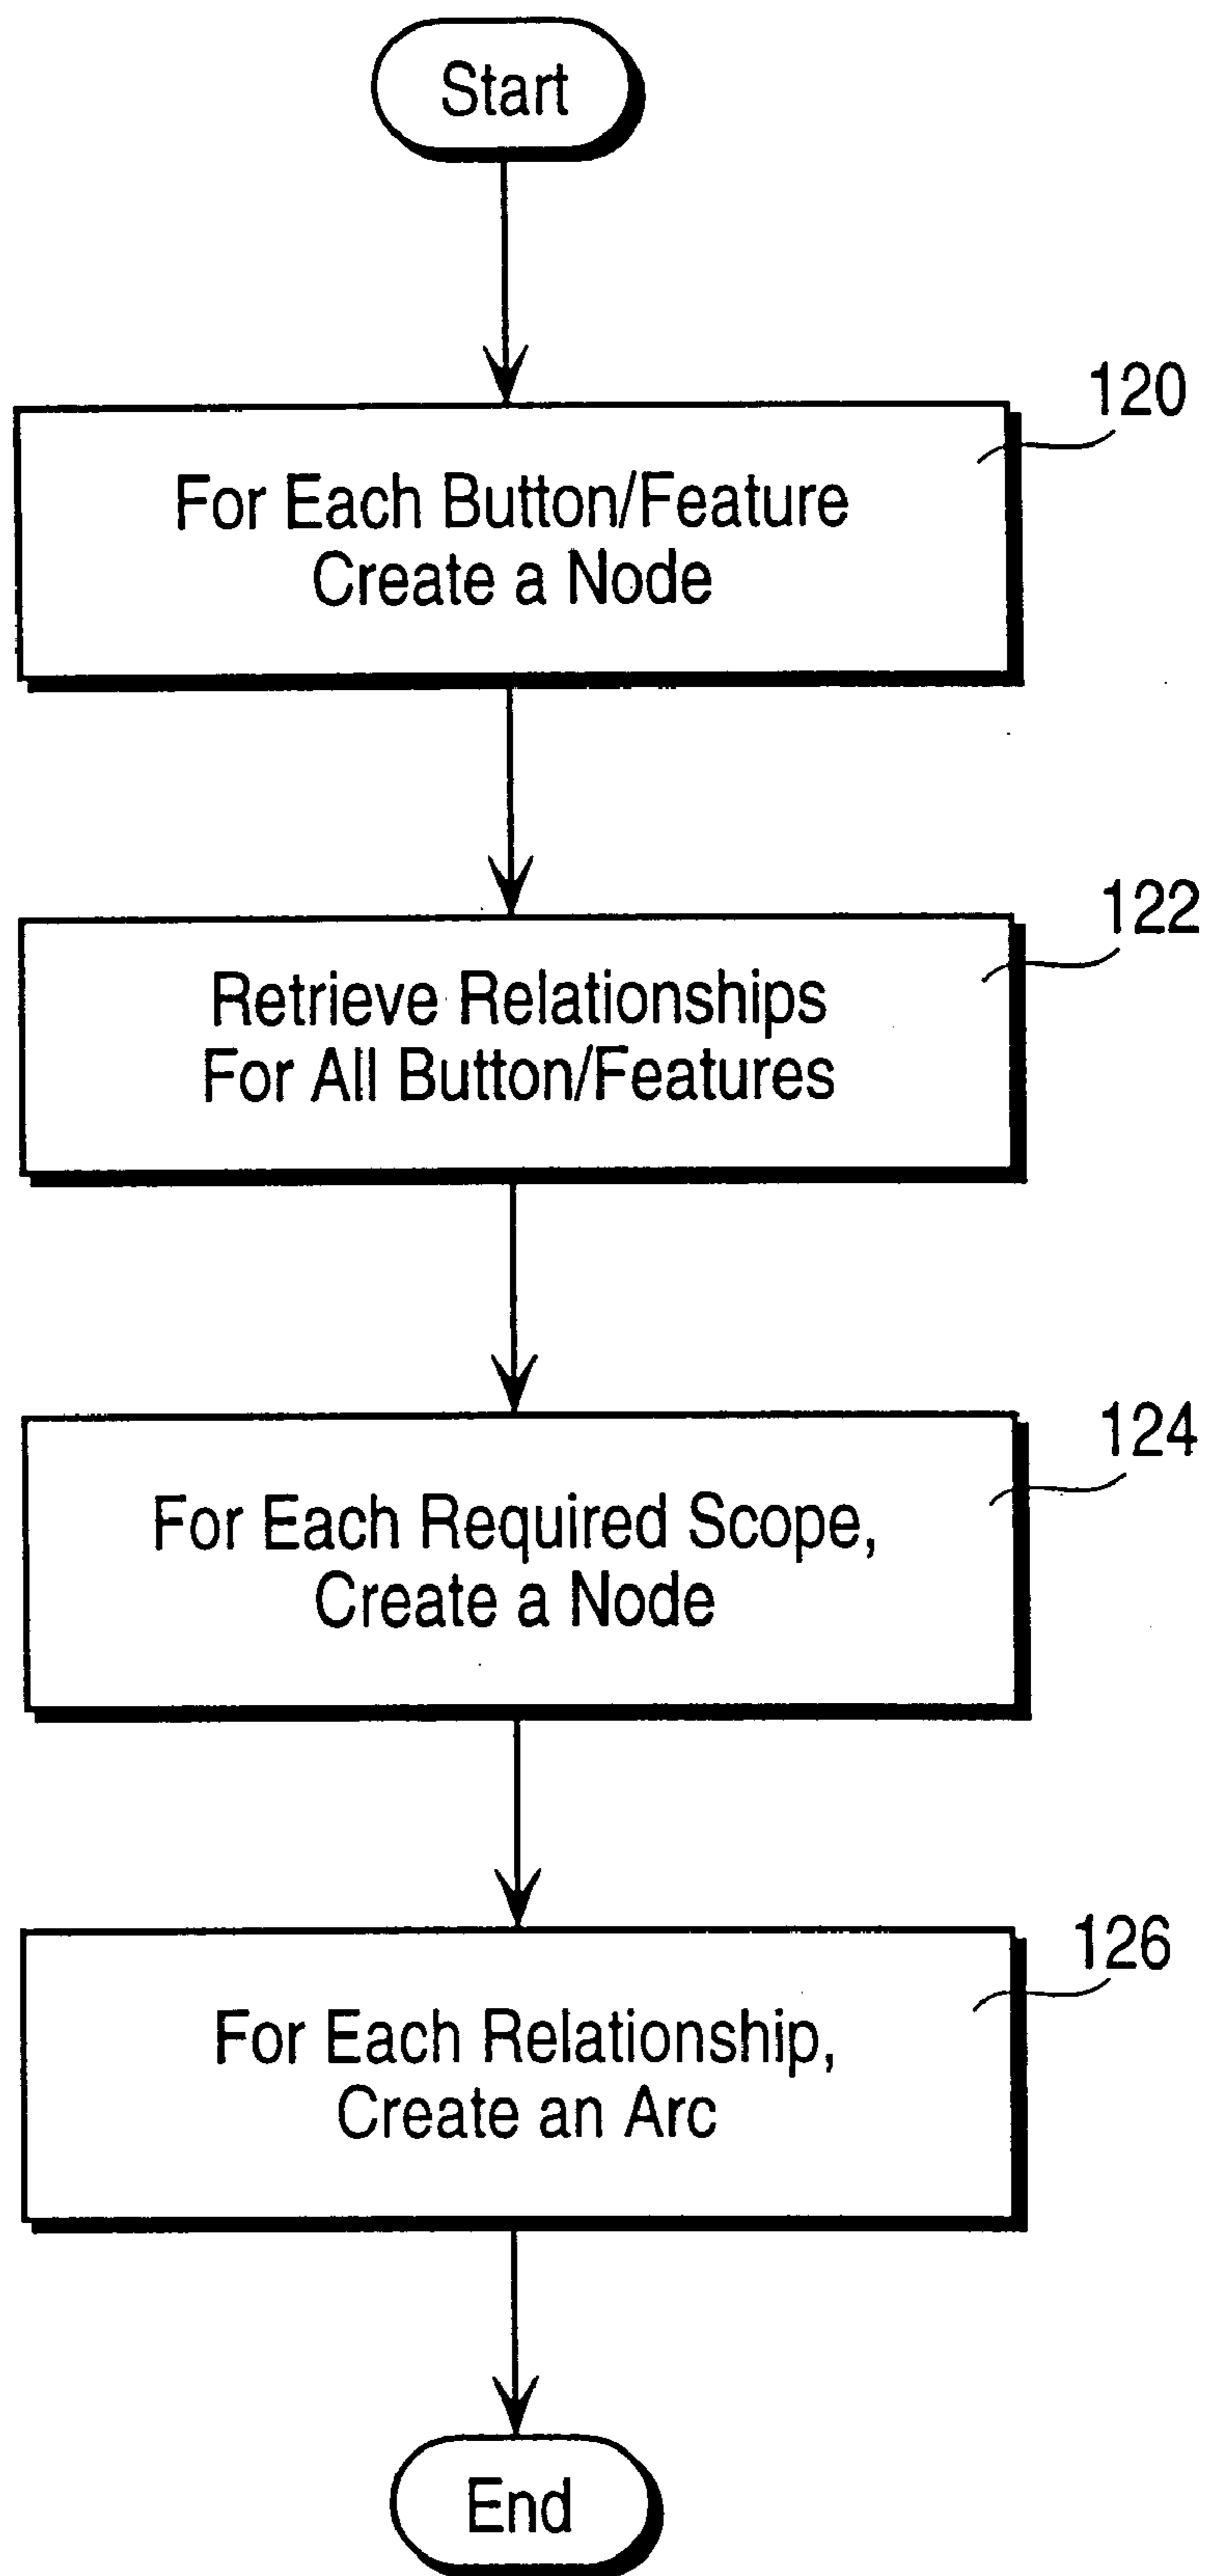 Start
120
For Each Button/Feature
Create a Node
122
Retrieve Relationships
For All Button/Features
124
For Each Required Scope,
Create a Node
126
For Each Relationship,
Create an Arc
End